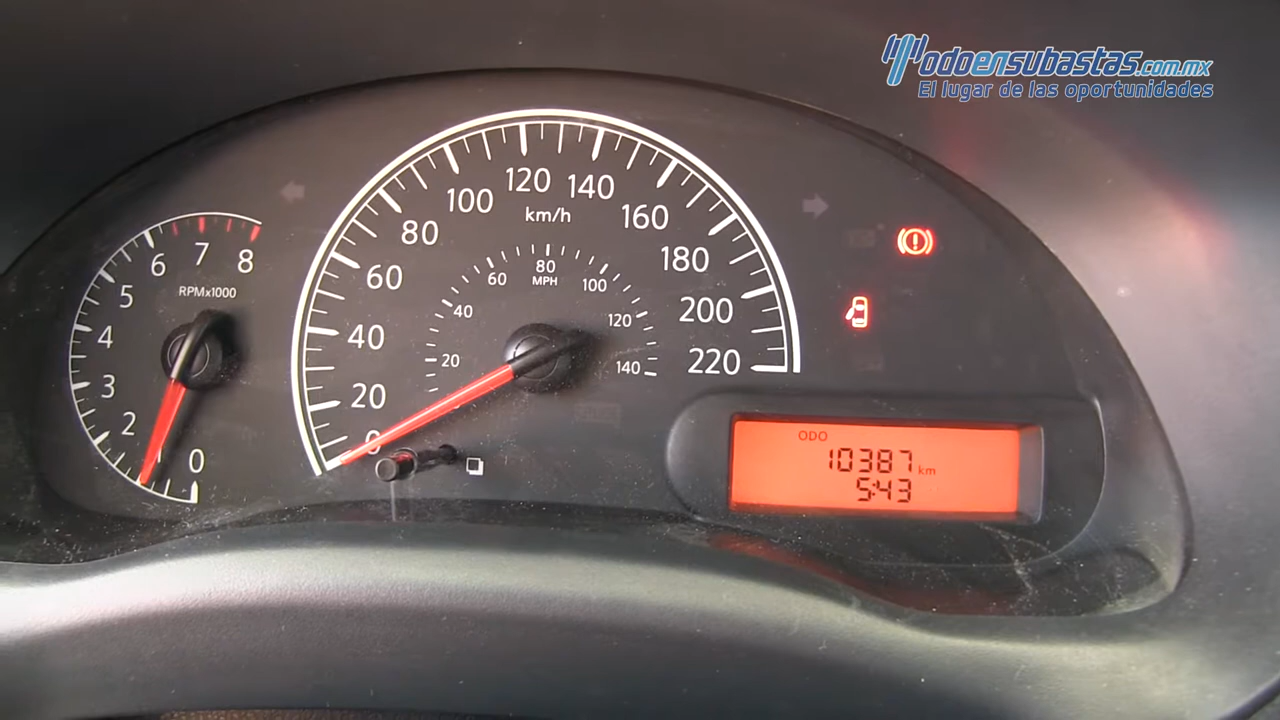 Todoensubastas.com.mx
El lugar de las oportunidades
0 2 3 4 5 6 7 8
RPMx1000
0 20 40 60 80 100 120 140 160 180 200 220
km/h
20 40 60 80 100 120 140
MPH
ODO
10387 km
5:43